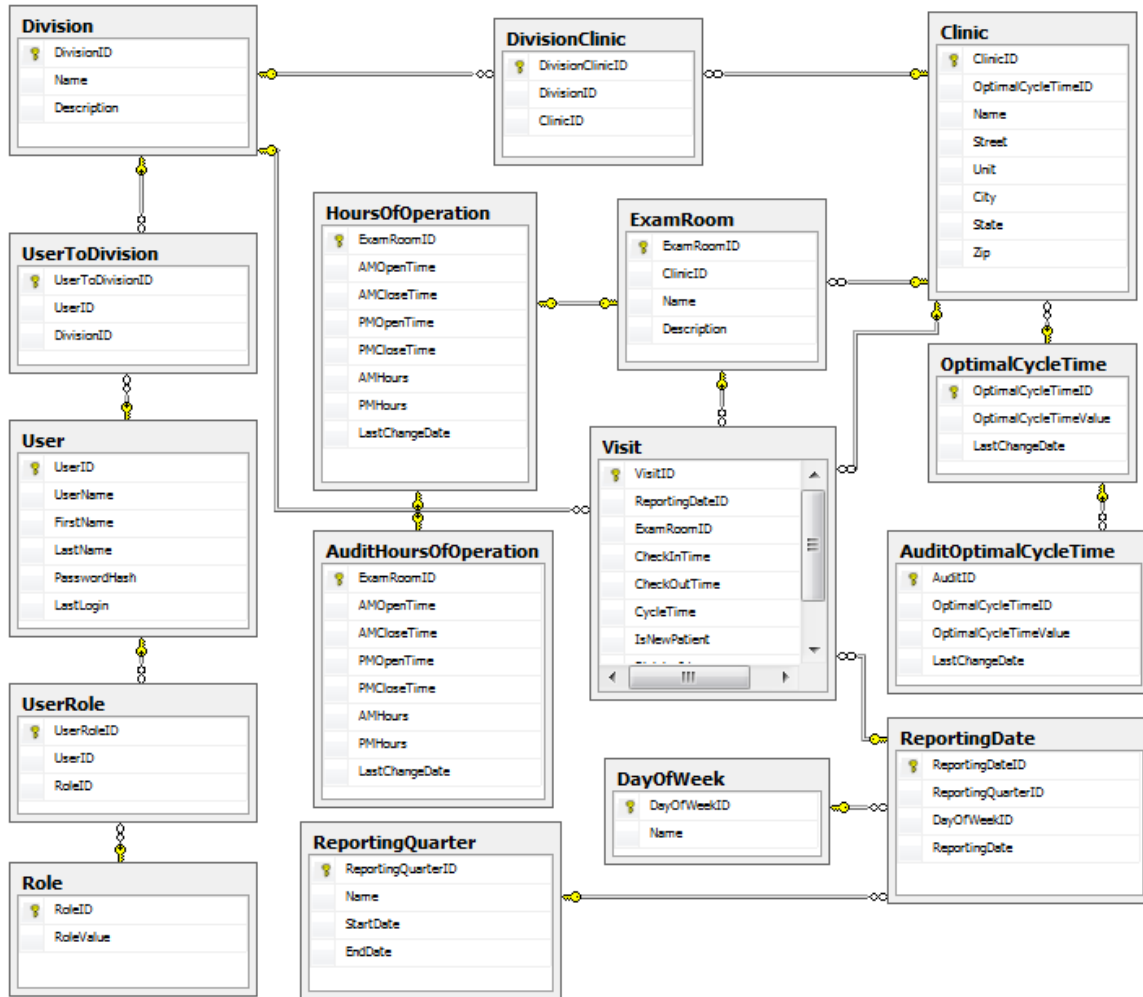 Division
DivisionID
Name
Description
DivisionClinic
DivisionClinicID
DivisionID
ClinicID
Clinic
ClinicID
OptimalCycleTimeID
Name
Street
Unit
City
State
Zip
UserToDivision
UserToDivisionID
UserID
DivisionID
HoursOfOperation
ExamRoomID
AMOpenTime
AMCloseTime
PMOpenTime
PMCloseTime
AMHours
PMHours
LastChangeDate
ExamRoom
ExamRoomID
ClinicID
Name
Description
OptimalCycleTime
OptimalCycleTimeID
OptimalCycleTimeValue
LastChangeDate
User
UserID
UserName
FirstName
LastName
PasswordHash
LastLogin
Visit
VisitID
ReportingDateID
ExamRoomID
CheckInTime
CheckOutTime
CycleTime
IsNewPatient
AuditHoursOfOperation
ExamRoomID
AMOpenTime
AMCloseTime
PMOpenTime
PMCloseTime
AMHours
PMHours
LastChangeDate
AuditOptimalCycleTime
AuditID
OptimalCycleTimeID
OptimalCycleTimeValue
LastChangeDate
UserRole
UserRoleID
UserID
RoleID
DayOfWeek
DayOfWeekID
Name
ReportingDate
ReportingDateID
ReportingQuarterID
DayOfWeekID
ReportingDate
ReportingQuarter
ReportingQuarterID
Name
StartDate
EndDate
Role
RoleID
RoleValue